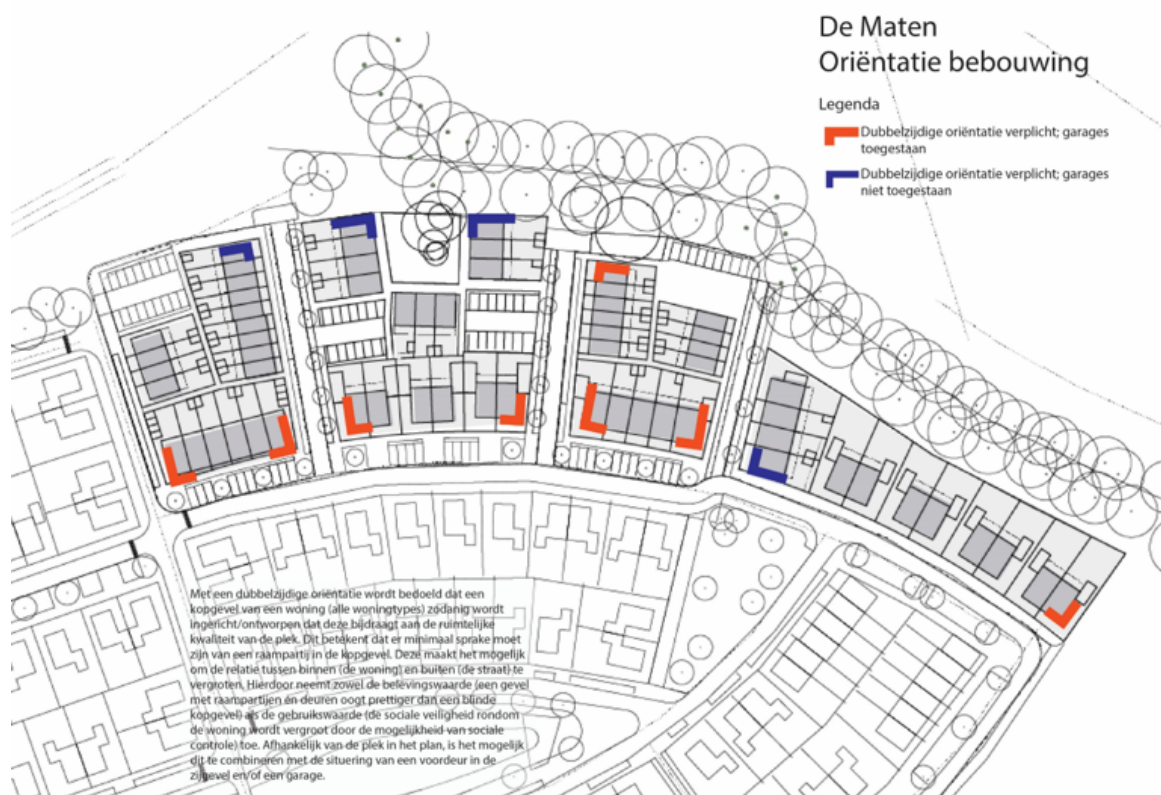 De Maten
Oriëntatie bebouwing
Legenda
Dubbelzijdige oriëntatie verplicht; garages
toegestaan
Dubbelzijdige oriëntatie verplicht; garages
niet toegestaan
Met een dubbelzijdige oriëntatie wordt bedoeld dat een
kopgevel van een woning (alle woningtypes) zodanig wordt
ingericht/ontworpen dat deze bijdraagt aan de ruimtelijke
kwaliteit van de plek. Dit betekent dat er minimaal sprake moet
zijn van een raampartij in de kopgevel. Deze maakt het mogelijk
om de relatie tussen binnen (de woning) en buiten (de straat) te
vergroten. Hierdoor neemt zowel de belevingswaarde (een gevel
met raampartijen en deuren oogt prettiger dan een blinde
kopgevel) als de gebruikswaarde (de sociale veiligheid rondom
de woning wordt vergroot door de mogelijkheid van sociale
controle) toe. Afhankelijk van de plek in het plan, is het mogelijk
dit te combineren met de situering van een voordeur in de
zijgevel en/of een garage.